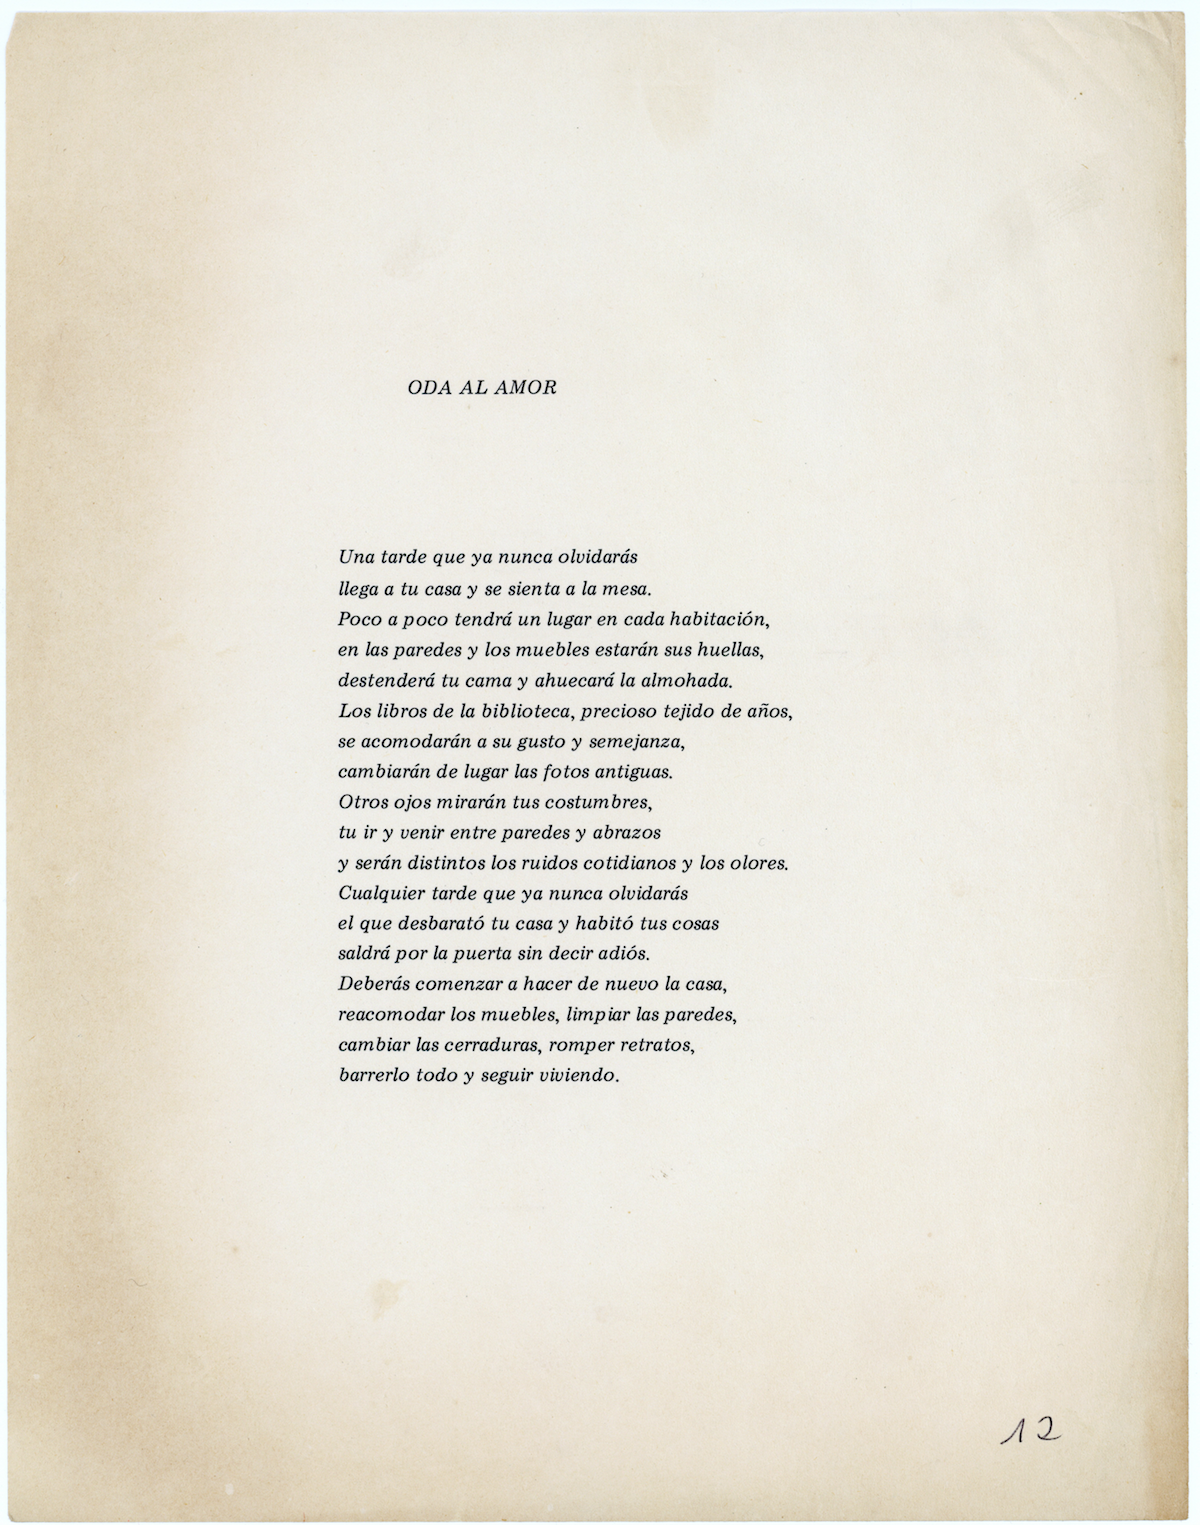 ODA AL AMOR
Una tarde que ya nunca olvidarás
llega a tu casa y se sienta a la mesa.
Poco a poco tendrá un lugar en cada habitación,
en las paredes y los muebles estarán sus huellas,
destenderá tu cama y ahuecará la almohada.
Los libros de la biblioteca, precioso tejido de años,
se acomodarán a su gusto y semejanza,
cambiarán de lugar las fotos antiguas.
Otros ojos mirarán tus costumbres,
tu ir y venir entre paredes y abrazos
y serán distintos los ruidos cotidianos y los olores.
Cualquier tarde que ya nunca olvidarás
el que desbarató tu casa y habitó tus cosas
saldrá por la puerta sin decir adiós.
Deberás comenzar a hacer de nuevo la casa,
reacomodar los muebles, limpiar las paredes,
cambiar las cerraduras, romper retratos,
barrerlo todo y seguir viviendo.
12